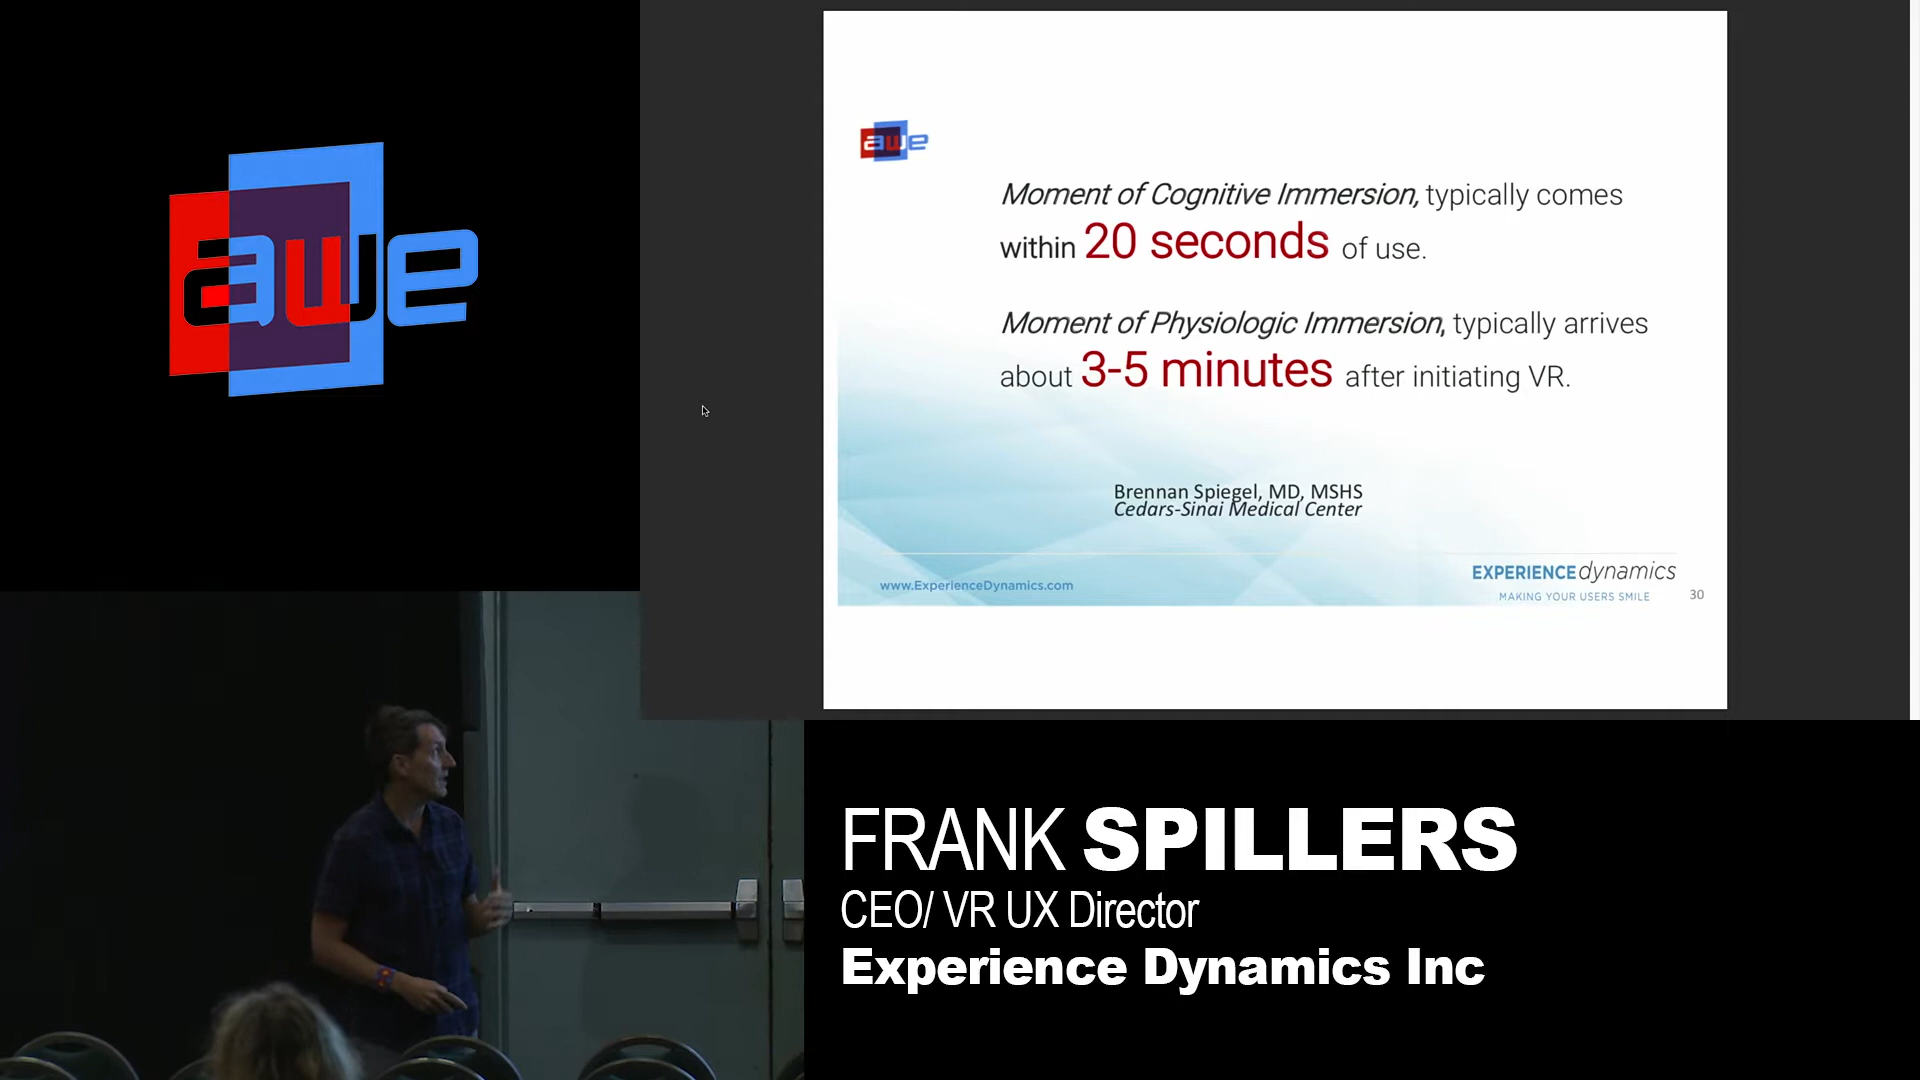 awe
awe
Moment of Cognitive Immersion, typically comes
within 20 seconds of use.
Moment of Physiologic Immersion, typically arrives
about 3-5 minutes after initiating VR.
Brennan Spiegel, MD, MSHS
Cedars-Sinai Medical Center
www.ExperienceDynamics.com
EXPERIENCEdynamics
MAKING YOUR USERS SMILE
30
FRANK SPILLERS
CEO/ VR UX Director
Experience Dynamics Inc